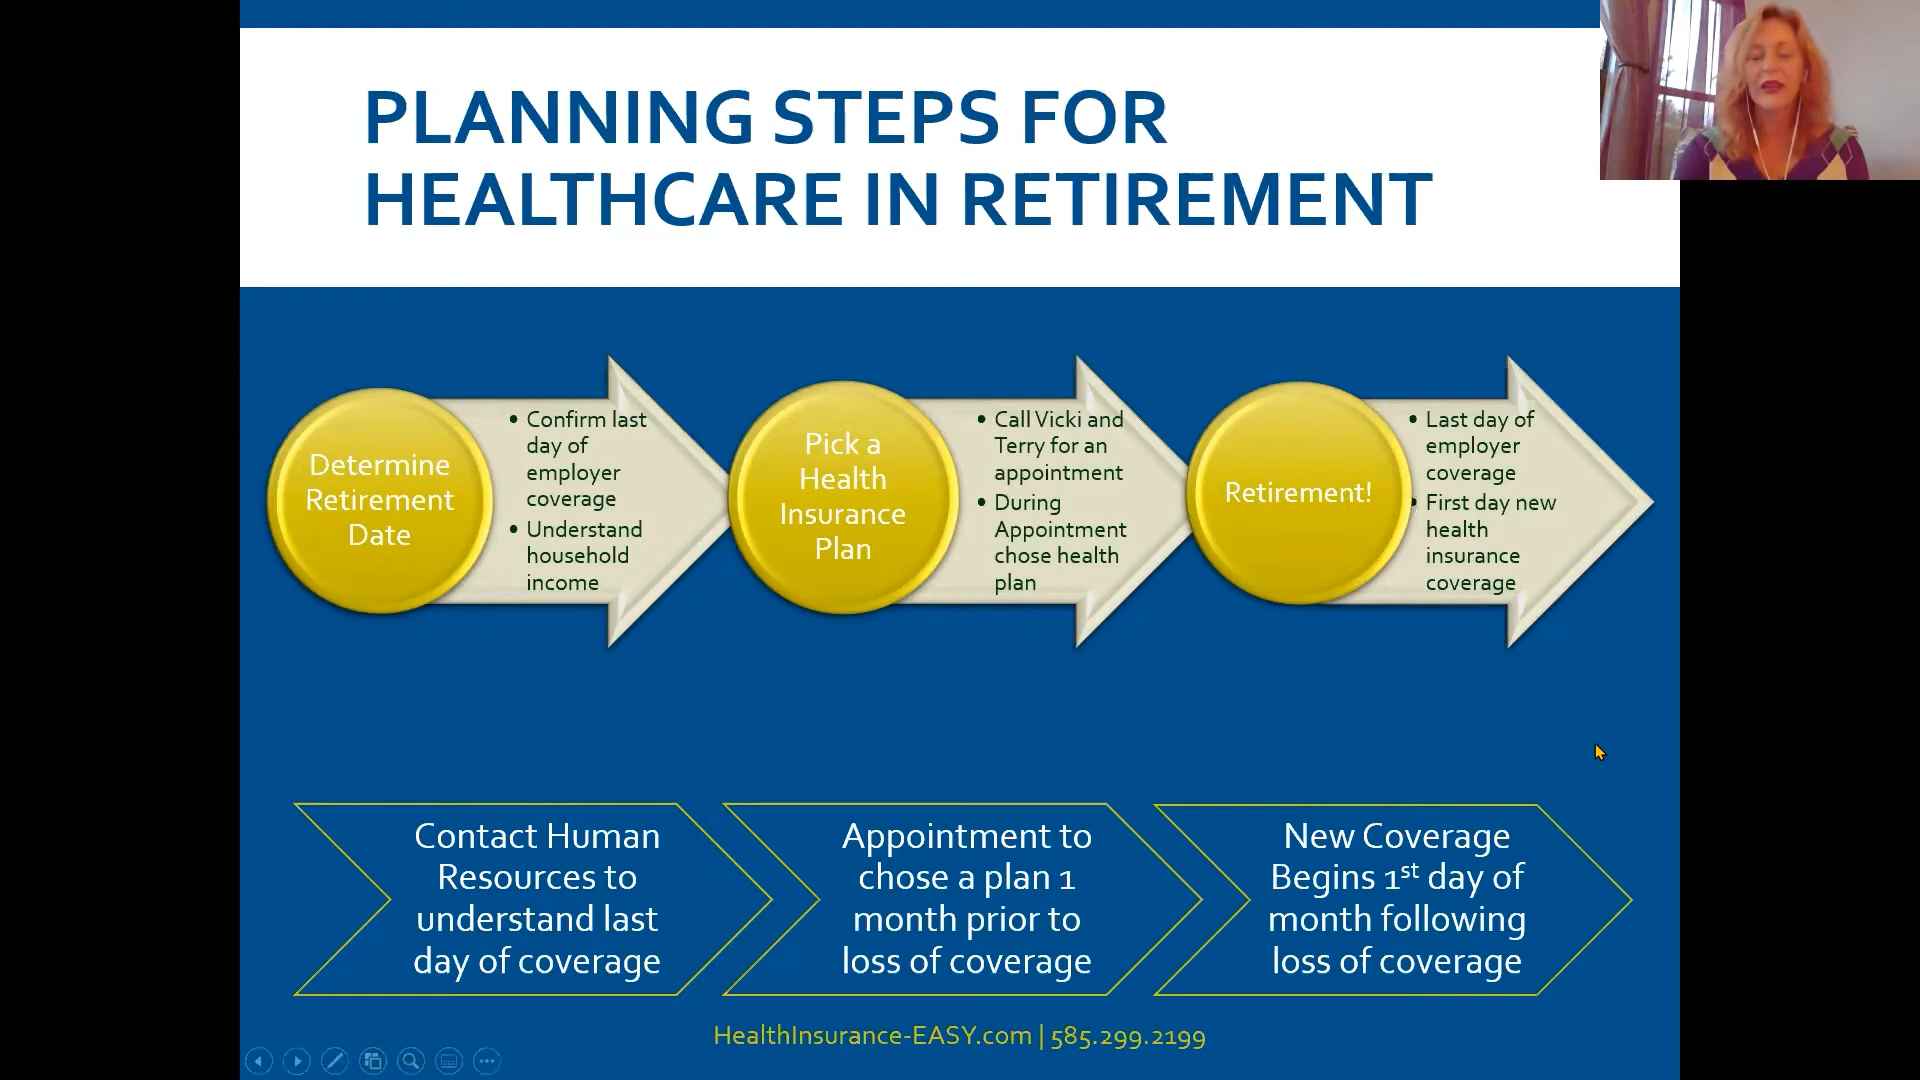 PLANNING STEPS FOR
HEALTHCARE IN RETIREMENT
Determine
Retirement
Date
• Confirm last
day of
employer
coverage
• Understand
household
income
Pick a
Health
Insurance
Plan
• Call Vicki and
Terry for an
appointment
• During
Appointment
chose health
plan
Retirement!
• Last day of
employer
coverage
• First day new
health
insurance
coverage
Contact Human
Resources to
understand last
day of coverage
Appointment to
chose a plan 1
month prior to
loss of coverage
New Coverage
Begins 1st day of
month following
loss of coverage
HealthInsurance-EASY.com | 585.299.2199